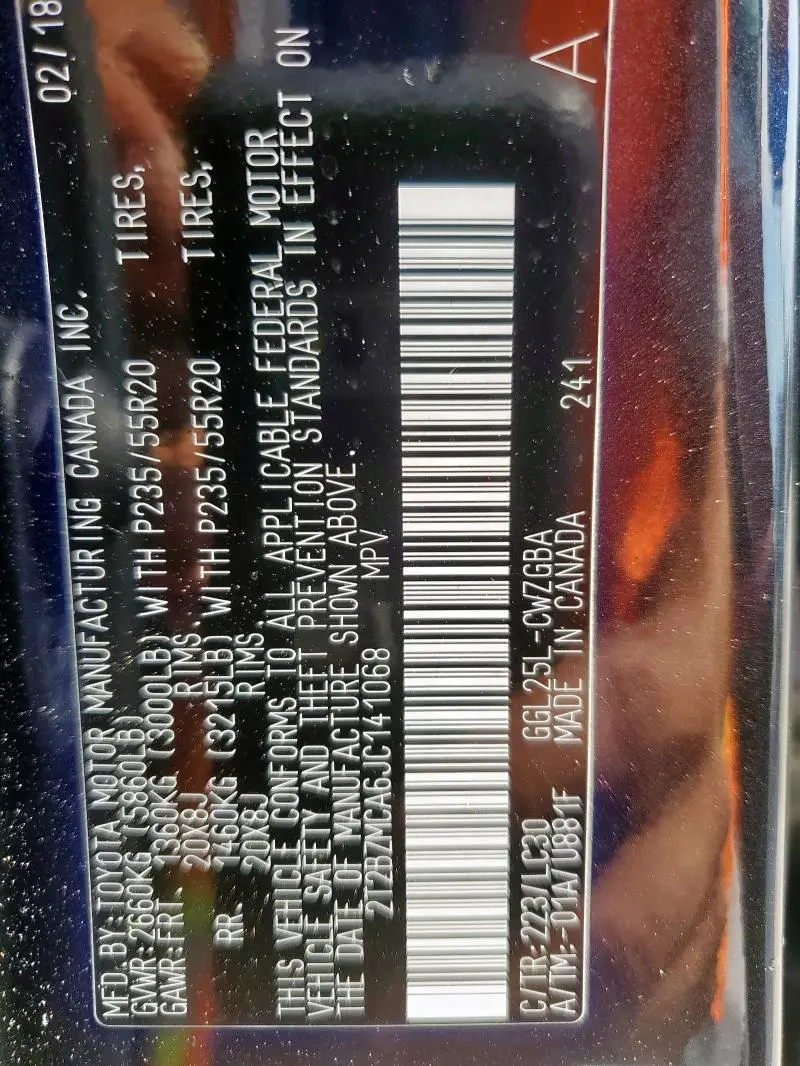 MFD.BY:TOYOTA MOTOR MANUFACTURING CANADA INC. 02/18
GVWR:2660KG (5860LB)
GAWR:FRT. 1360KG (3000LB) WITH P235/55R20 TIRES,
20X8J RIMS.
RR. 1460KG (3215LB) WITH P235/55R20 TIRES,
20X8J RIMS.
THIS VEHICLE CONFORMS TO ALL APPLICABLE FEDERAL MOTOR
VEHICLE SAFETY AND THEFT PREVENTION STANDARDS IN EFFECT ON
THE DATE OF MANUFACTURE SHOWN ABOVE.
2T2BZMCA6JC141068 MPV
C/TR:223/LC30 GGL25L-CWZGBA
A/TM:-01A/U881F MADE IN CANADA 241 A